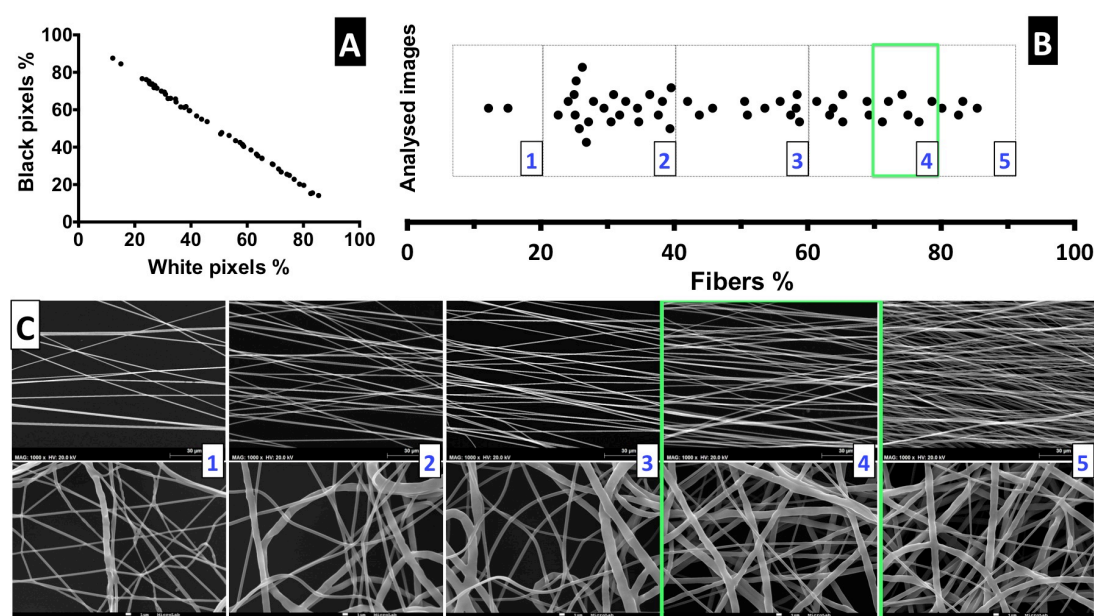 100
80
60
40
20
0
Black pixels %
0 20 40 60 80 100
White pixels %
A
B
Analysed images
1 2 3 4 5
0 20 40 60 80 100
Fibers %
C
30 µm
MAG: 1000 x HV: 20.0 kV
1
30 µm
MAG: 1000 x HV: 20.0 kV
2
30 µm
MAG: 1000 x HV: 20.0 kV
3
30 µm
MAG: 1000 x HV: 20.0 kV
4
30 µm
MAG: 1000 x HV: 20.0 kV
5